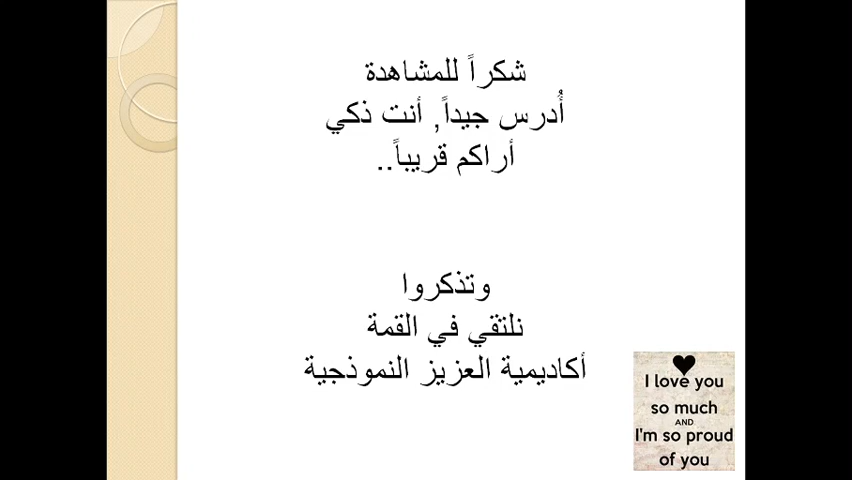 شكراً للمشاهدة
أُدرس جيداً, أنت ذكي
أراكم قريباً..
وتذكروا
نلتقي في القمة
أكاديمية العزيز النموذجية
I love you
so much
AND
I'm so proud
of you